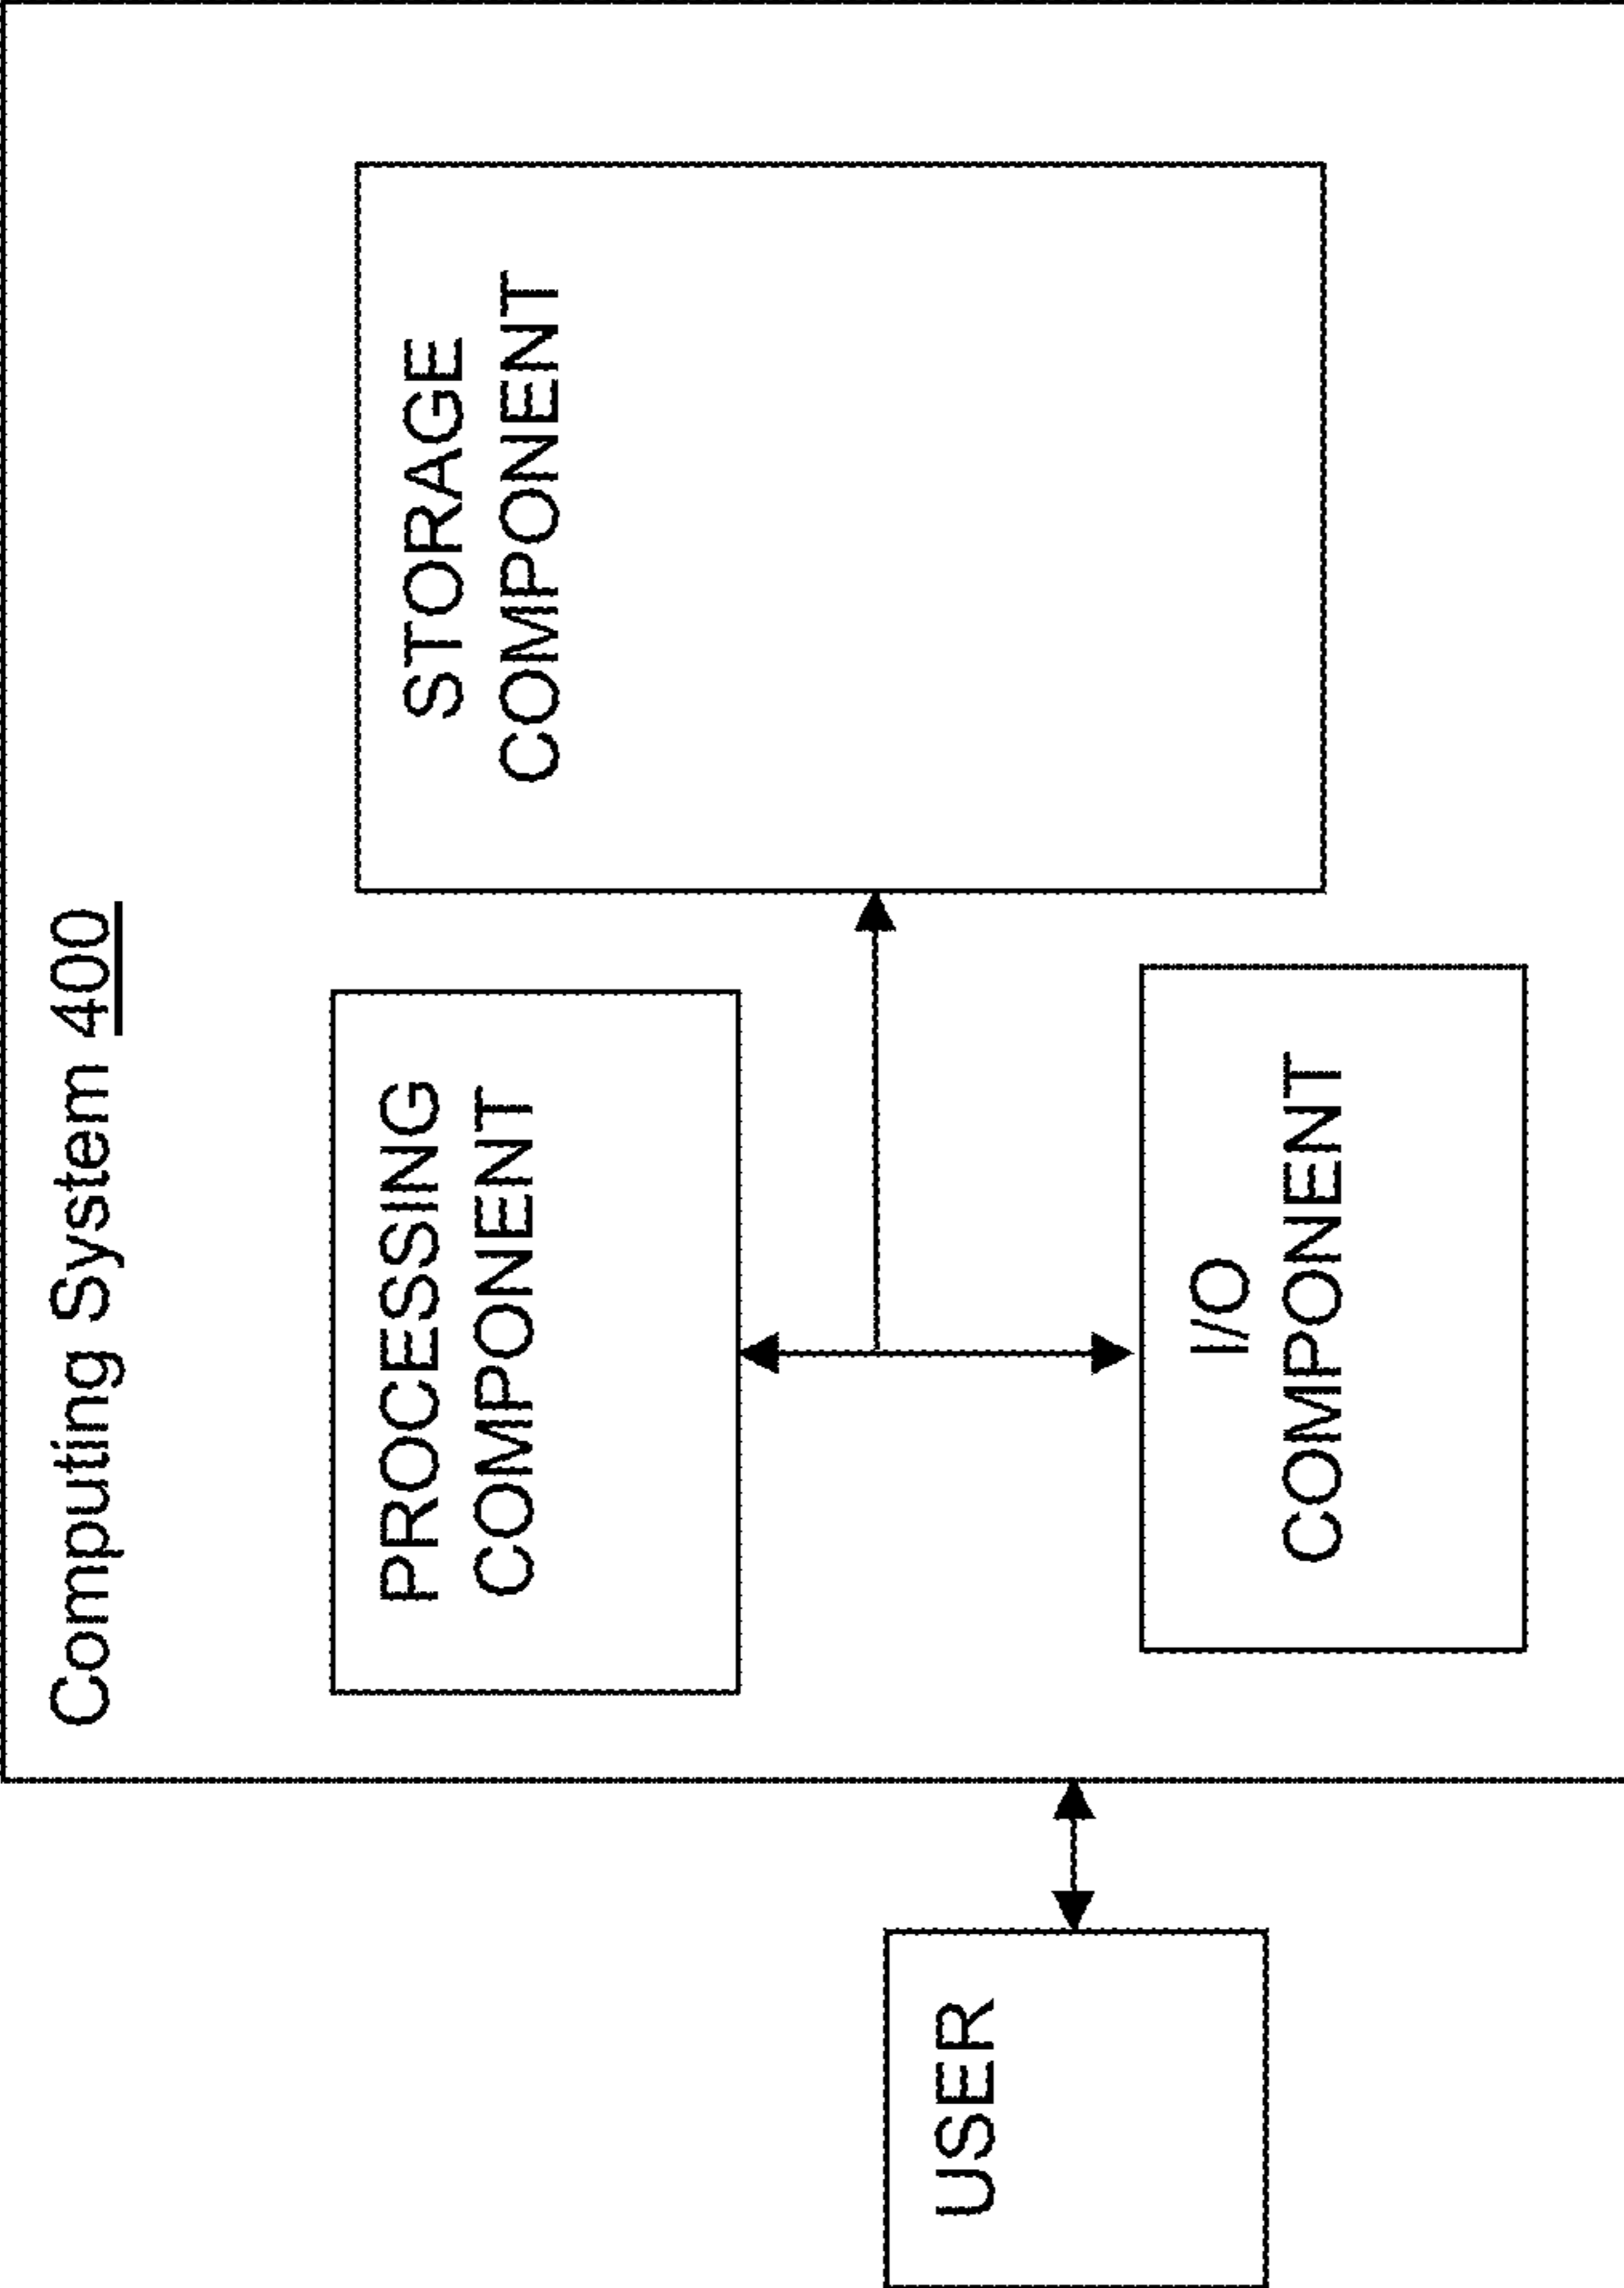 Computing System 400
PROCESSING
COMPONENT
STORAGE
COMPONENT
USER
I/O
COMPONENT